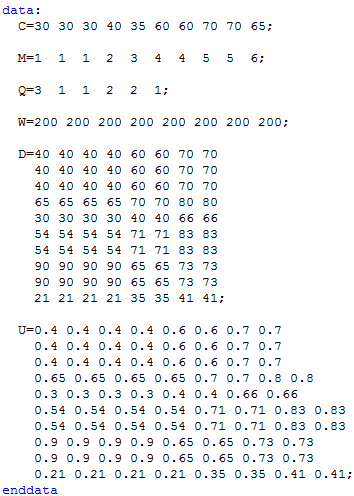 data:
C=30 30 30 40 35 60 60 70 70 65;
M=1 1 1 2 3 4 4 5 5 6;
Q=3 1 1 2 2 1;
W=200 200 200 200 200 200 200 200;
D=40 40 40 40 60 60 70 70
40 40 40 40 60 60 70 70
40 40 40 40 60 60 70 70
65 65 65 65 70 70 80 80
30 30 30 30 40 40 66 66
54 54 54 54 71 71 83 83
54 54 54 54 71 71 83 83
90 90 90 90 65 65 73 73
90 90 90 90 65 65 73 73
21 21 21 21 35 35 41 41;
U=0.4 0.4 0.4 0.4 0.6 0.6 0.7 0.7
0.4 0.4 0.4 0.4 0.6 0.6 0.7 0.7
0.4 0.4 0.4 0.4 0.6 0.6 0.7 0.7
0.65 0.65 0.65 0.65 0.7 0.7 0.8 0.8
0.3 0.3 0.3 0.3 0.4 0.4 0.66 0.66
0.54 0.54 0.54 0.54 0.71 0.71 0.83 0.83
0.54 0.54 0.54 0.54 0.71 0.71 0.83 0.83
0.9 0.9 0.9 0.9 0.65 0.65 0.73 0.73
0.9 0.9 0.9 0.9 0.65 0.65 0.73 0.73
0.21 0.21 0.21 0.21 0.35 0.35 0.41 0.41;
enddata